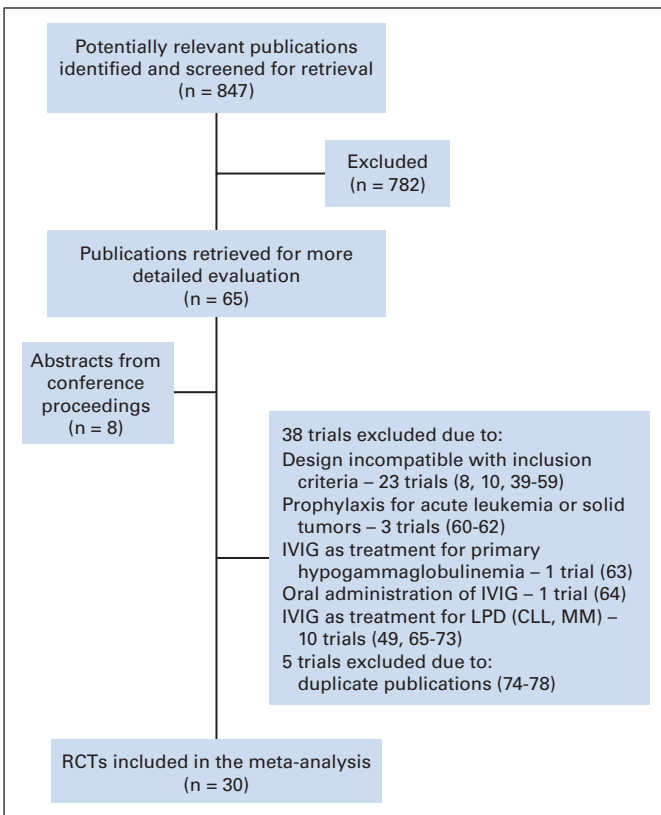 Potentially relevant publications
identified and screened for retrieval
(n = 847)
Excluded
(n = 782)
Publications retrieved for more
detailed evaluation
(n = 65)
Abstracts from
conference
proceedings
(n = 8)
38 trials excluded due to:
Design incompatible with inclusion
criteria – 23 trials (8, 10, 39-59)
Prophylaxis for acute leukemia or solid
tumors – 3 trials (60-62)
IVIG as treatment for primary
hypogammaglobulinemia – 1 trial (63)
Oral administration of IVIG – 1 trial (64)
IVIG as treatment for LPD (CLL, MM) –
10 trials (49, 65-73)
5 trials excluded due to:
duplicate publications (74-78)
RCTs included in the meta-analysis
(n = 30)